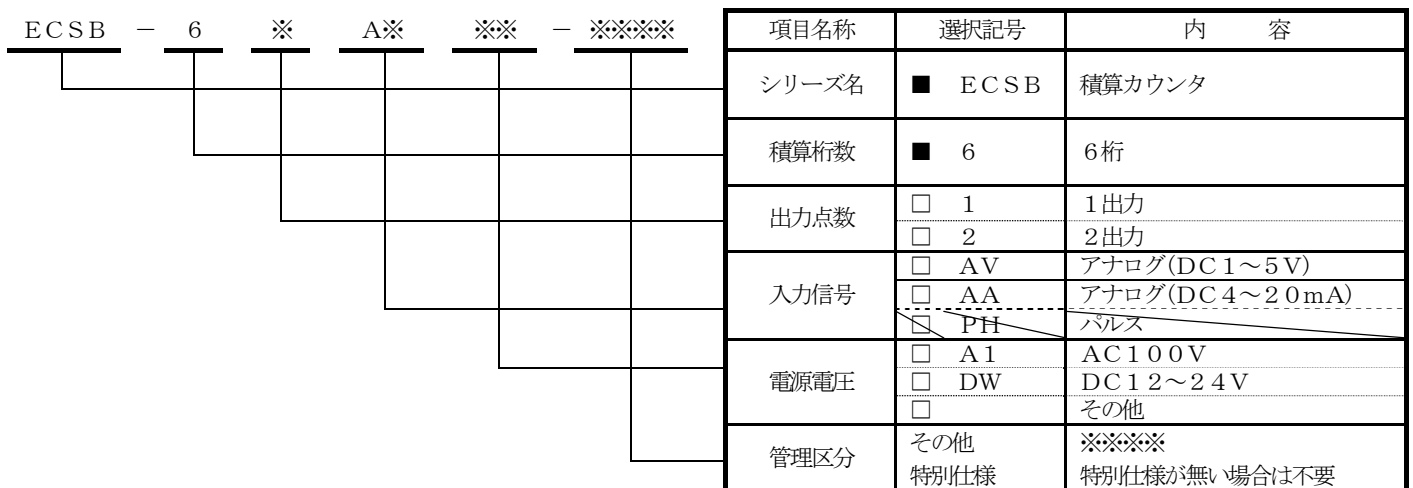 ＥＣＳＢ － ６ ※ Ａ※ ※※ － ※※※※
項目名称 選択記号 内 容
シリーズ名 ■ ＥＣＳＢ 積算カウンタ
積算桁数 ■ ６ ６桁
出力点数 □ １ １出力
□ ２ ２出力
入力信号 □ ＡＶ アナログ(ＤＣ１～５Ｖ)
□ ＡＡ アナログ(ＤＣ４～２０ｍＡ)
□ ＰＨ パルス
電源電圧 □ Ａ１ ＡＣ１００Ｖ
□ ＤＷ ＤＣ１２～２４Ｖ
□ その他
管理区分 その他 ※※※※
特別仕様 特別仕様が無い場合は不要